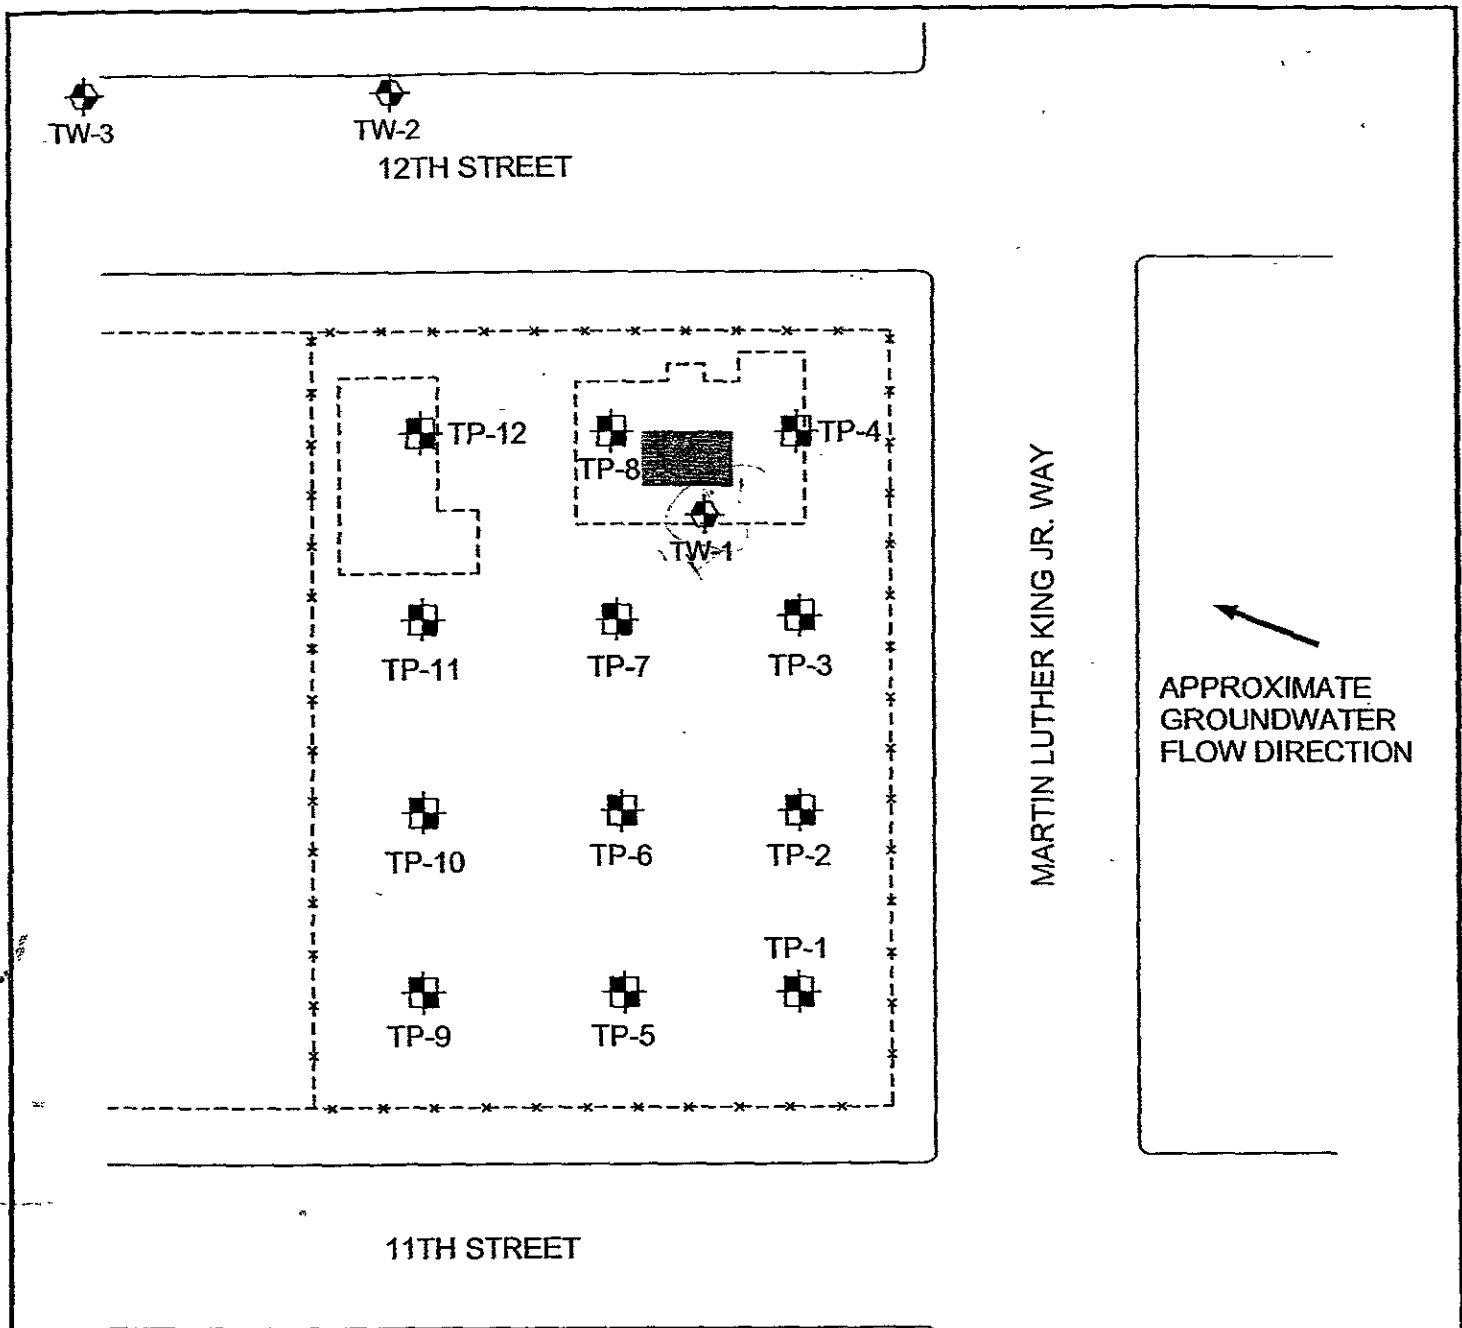 TW-3
TW-2
12TH STREET
TP-12
TP-8
TP-4
TW-1
MARTIN LUTHER KING JR. WAY
TP-11
TP-7
TP-3
APPROXIMATE
GROUNDWATER
FLOW DIRECTION
TP-10
TP-6
TP-2
TP-1
TP-9
TP-5
11TH STREET